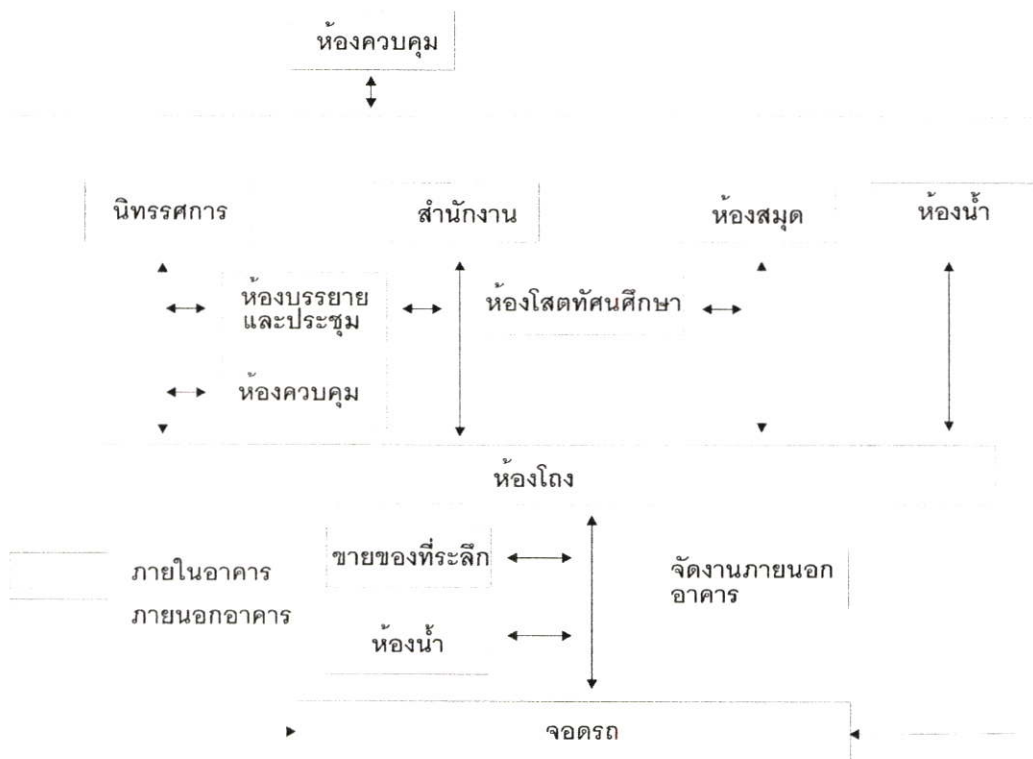 ห้องควบคุม
นิทรรศการ
สำนักงาน
ห้องสมุด
ห้องน้ำ
ห้องบรรยาย
และประชุม
ห้องโสตทัศนศึกษา
ห้องควบคุม
ห้องโถง
ขายของที่ระลึก
ภายในอาคาร
จัดงานภายนอก
อาคาร
ภายนอกอาคาร
ห้องน้ำ
จอดรถ